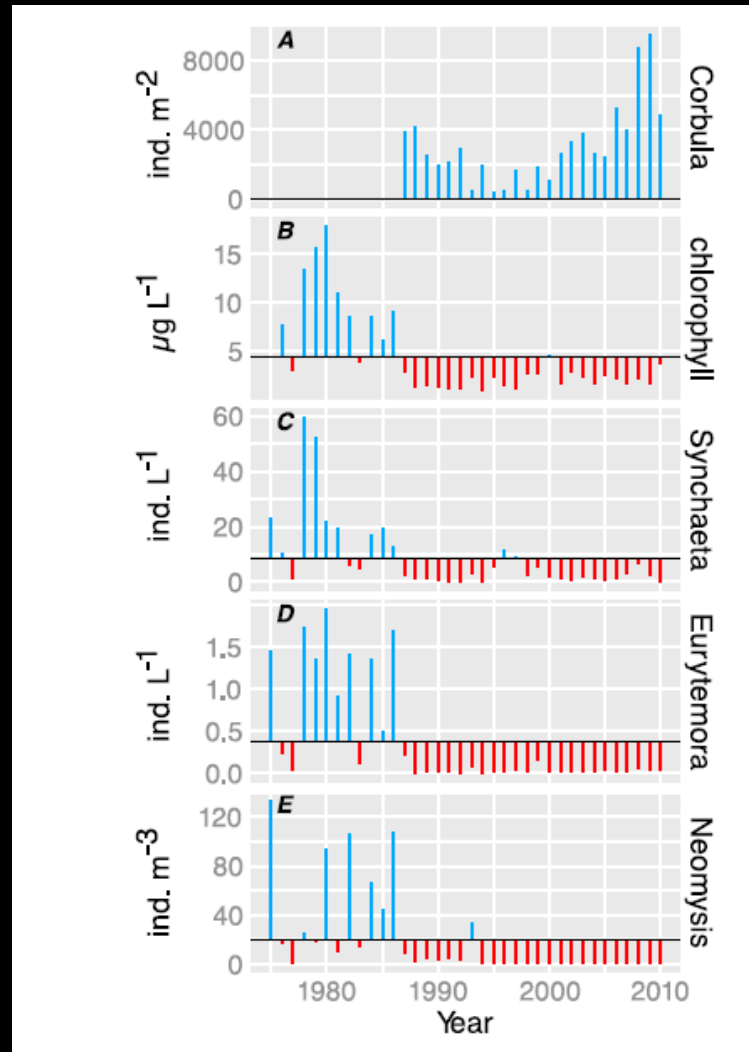 A
8000
4000
0
ind. m⁻²
Corbula
B
15
10
5
µg L⁻¹
chlorophyll
C
60
40
20
0
ind. L⁻¹
Synchaeta
D
1.5
1.0
0.5
0.0
ind. L⁻¹
Eurytemora
E
120
80
40
0
ind. m⁻³
Neomysis
1980 1990 2000 2010
Year